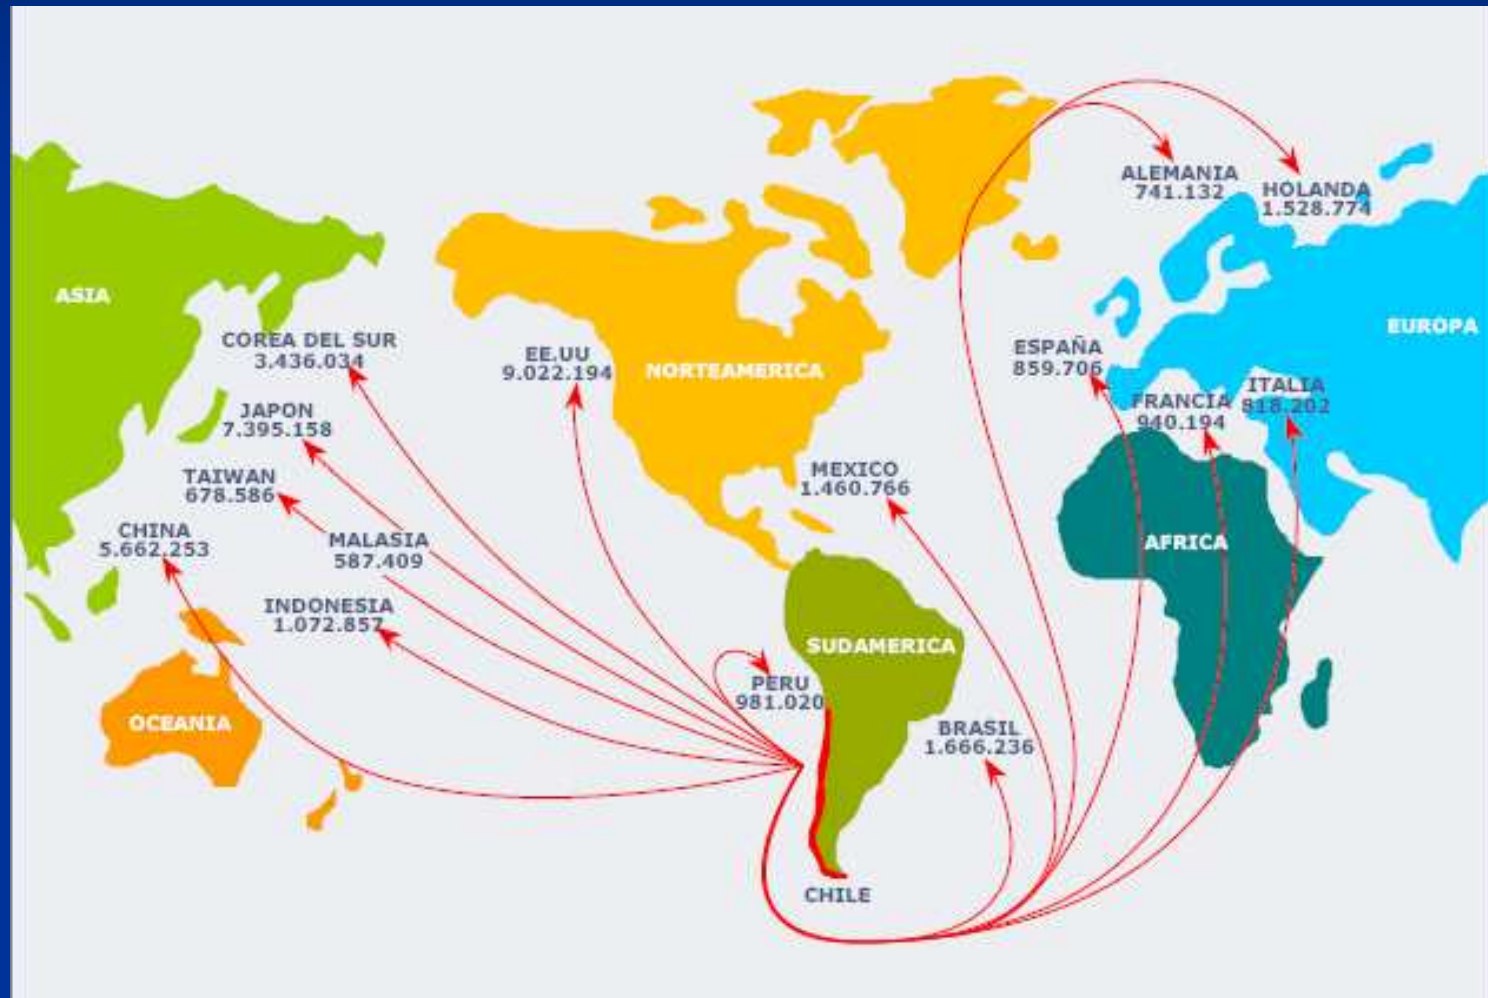 ALEMANIA
741.132
HOLANDA
1.528.774
ASIA
EUROPA
COREA DEL SUR
3.436.034
EE.UU
9.022.194
NORTEAMERICA
ESPAÑA
859.706
ITALIA
818.202
FRANCIA
940.194
JAPON
7.395.158
MEXICO
1.460.766
TAIWAN
678.586
CHINA
5.662.253
MALASIA
587.409
AFRICA
INDONESIA
1.072.857
SUDAMERICA
PERU
981.020
OCEANIA
BRASIL
1.666.236
CHILE